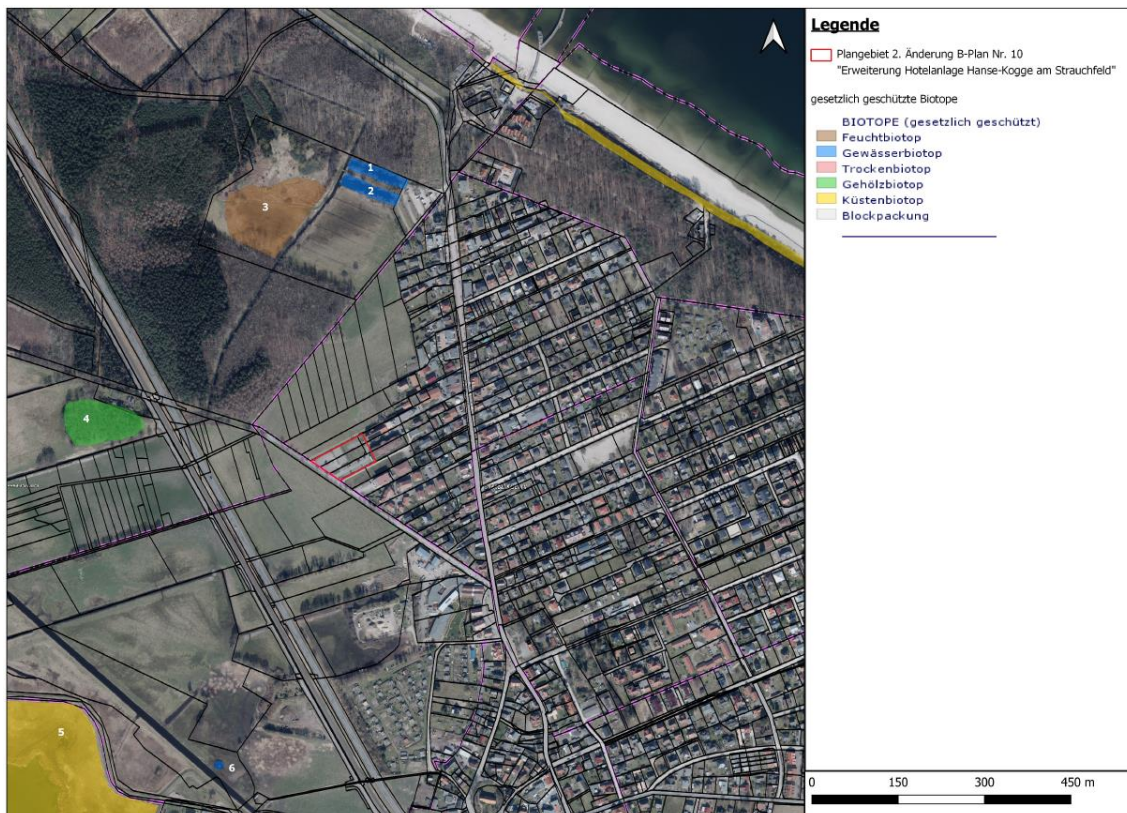 Legende
Plangebiet 2. Änderung B-Plan Nr. 10
"Erweiterung Hotelanlage Hanse-Kogge am Strauchfeld"
gesetzlich geschützte Biotope
BIOTOPE (gesetzlich geschützt)
Feuchtbiotop
Gewässerbiotop
Trockenbiotop
Gehölzbiotop
Küstenbiotop
Blockpackung
1
2
3
4
5
6
0 150 300 450 m